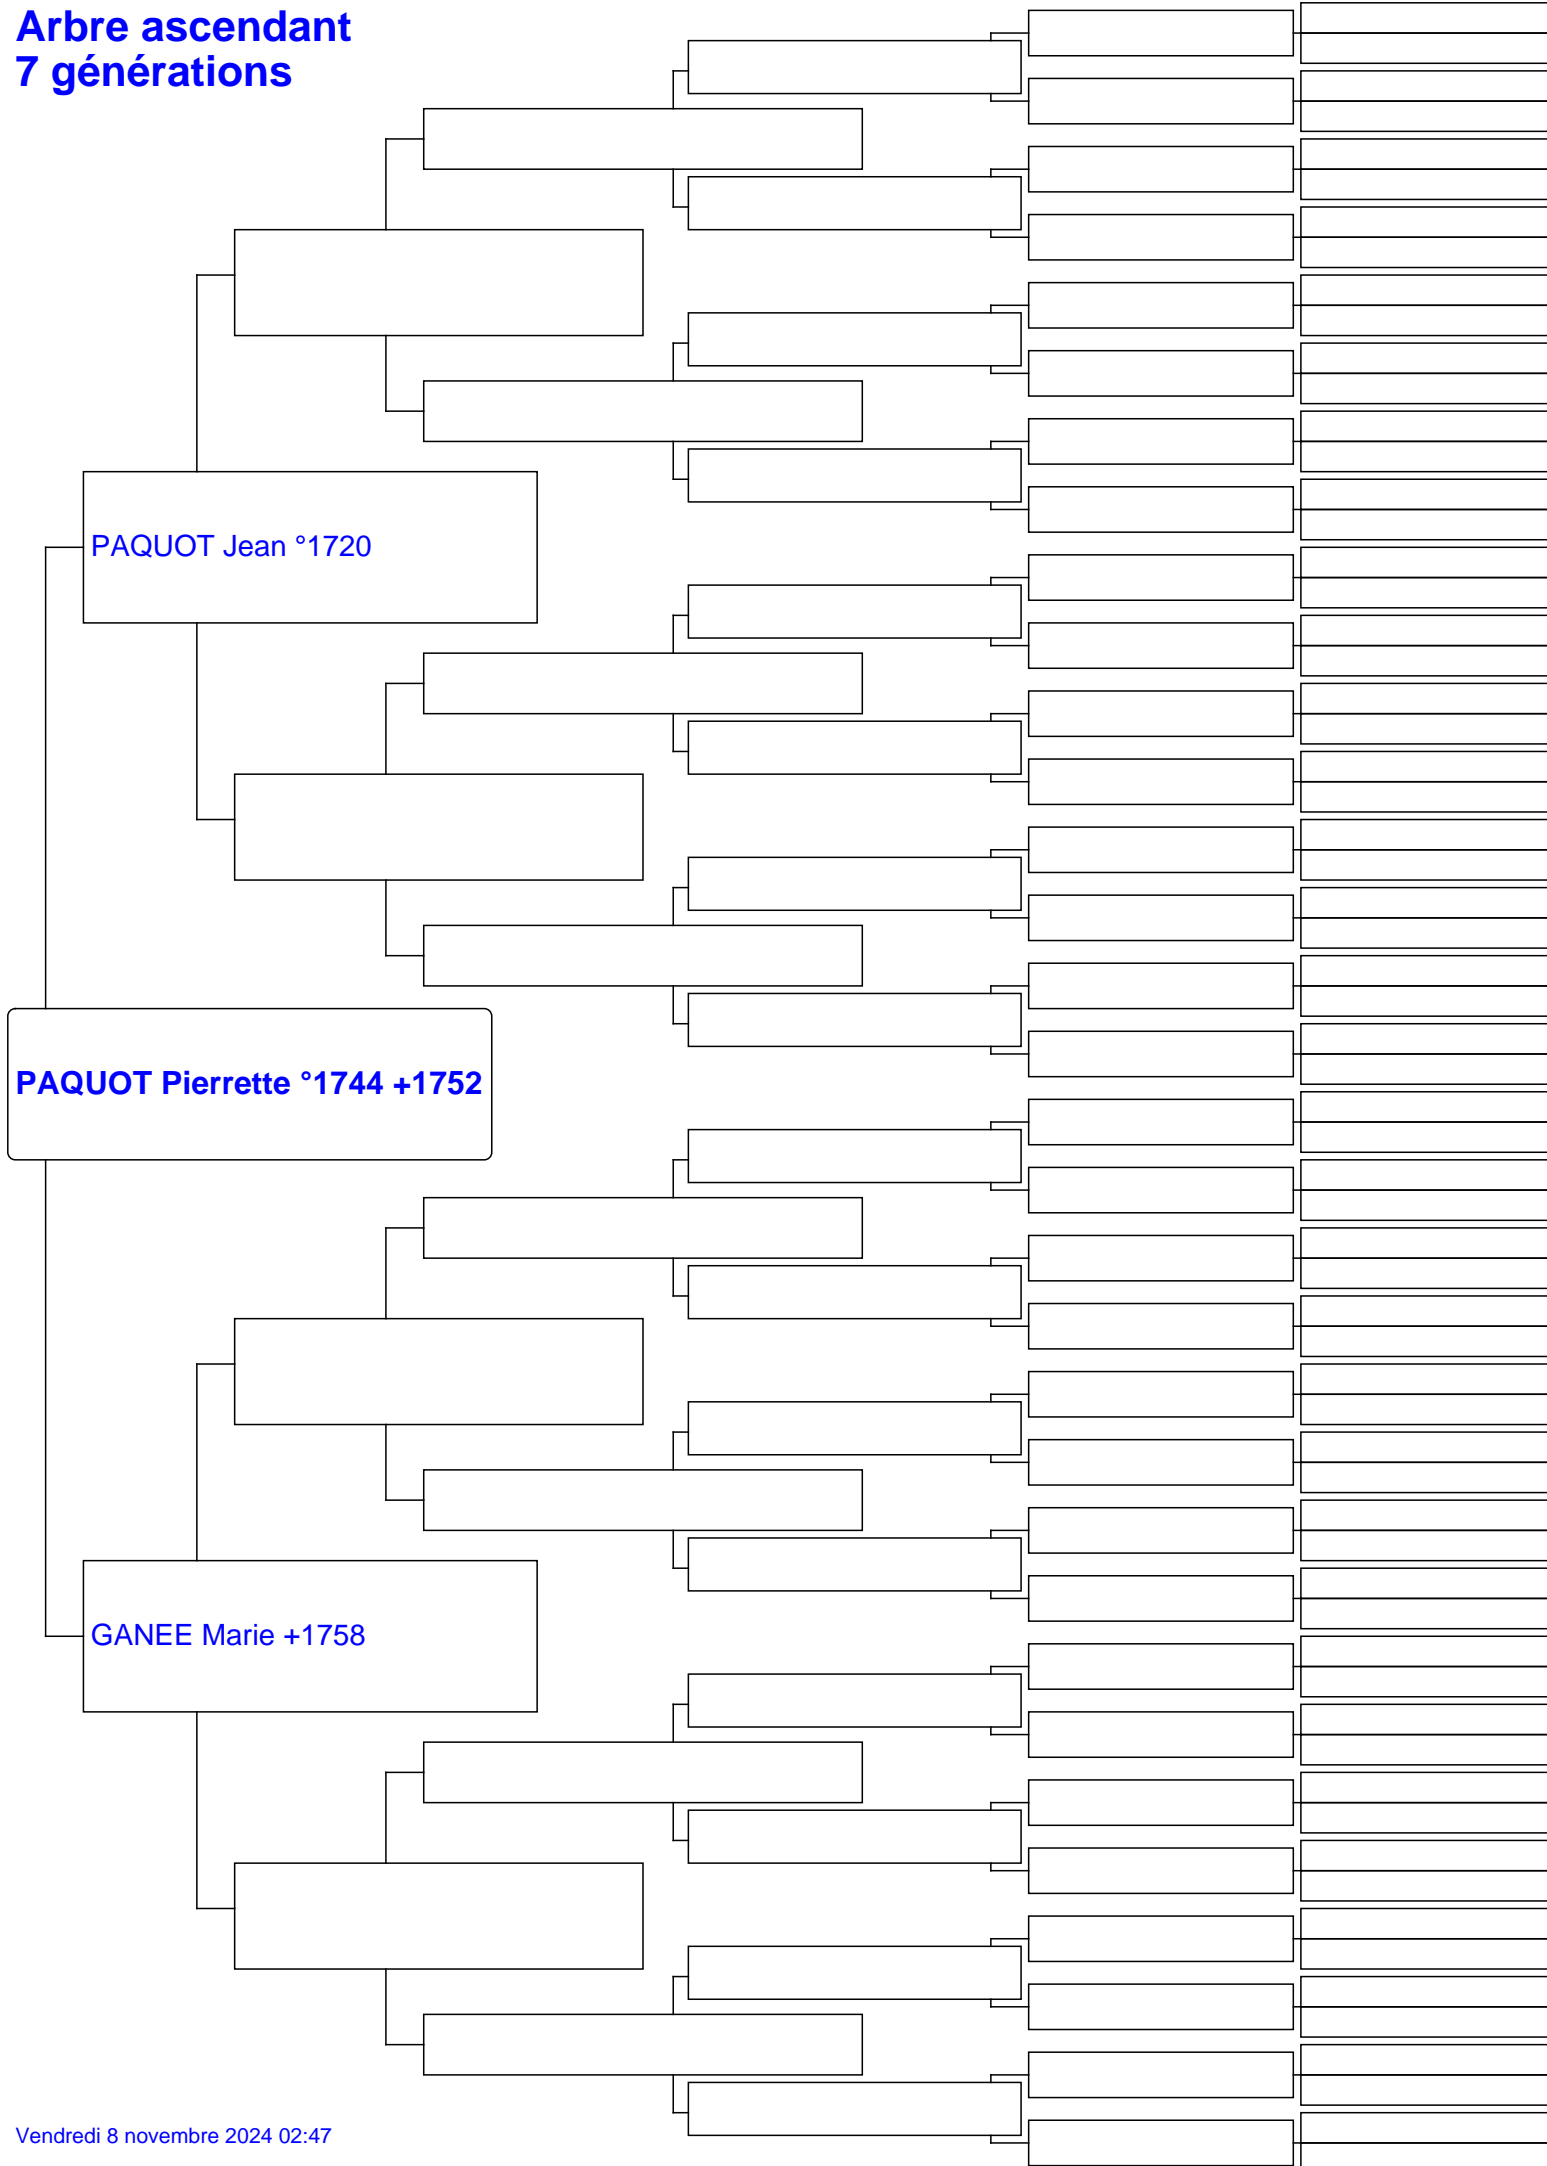 Arbre ascendant
7 générations
PAQUOT Jean °1720
PAQUOT Pierrette °1744 +1752
GANEE Marie +1758
Vendredi 8 novembre 2024 02:47